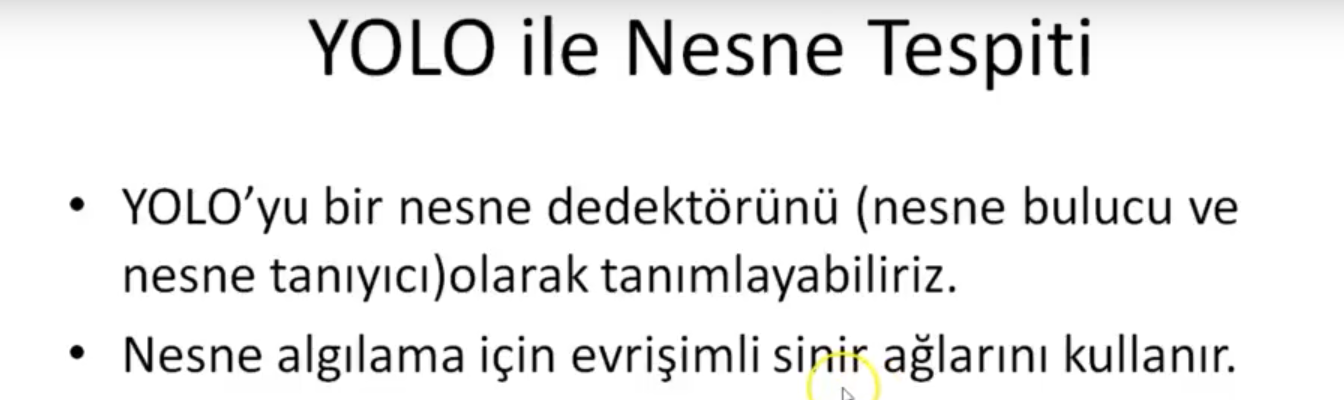 YOLO ile Nesne Tespiti
• YOLO’yu bir nesne dedektörünü (nesne bulucu ve
nesne tanıyıcı)olarak tanımlayabiliriz.
• Nesne algılama için evrişimli sinir ağlarını kullanır.